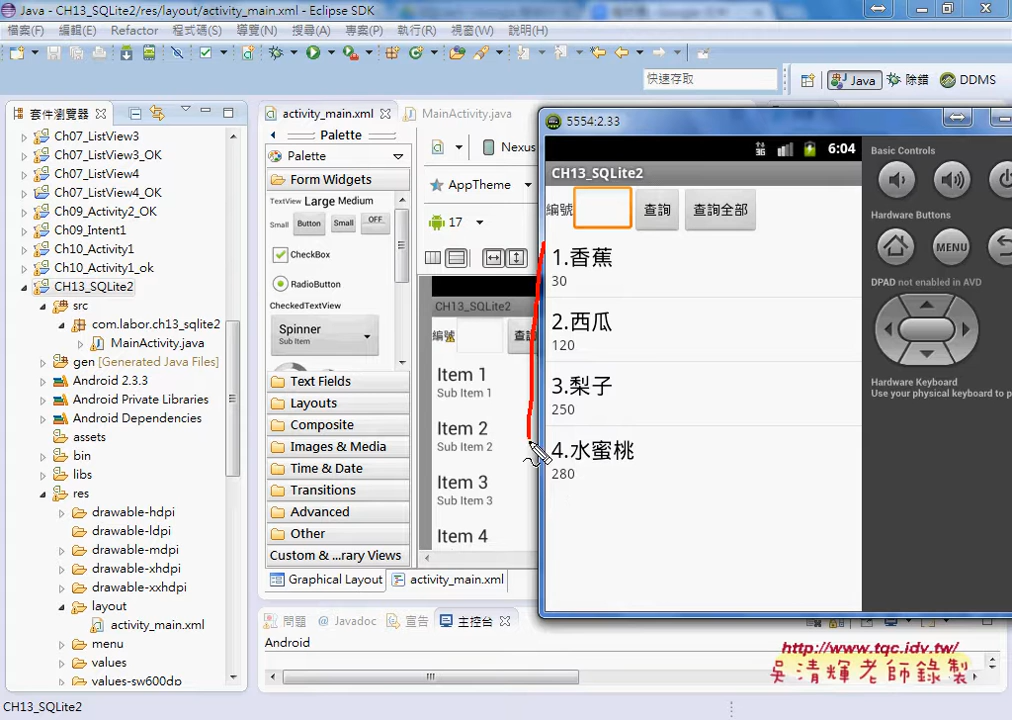 Java - CH13_SQLite2/res/layout/activity_main.xml - Eclipse SDK
檔案(F) 編輯(E) Refactor 程式碼(S) 導覽(N) 搜尋(A) 專案(P) 執行(R) 視窗(W) 說明(H)
快速存取
Java
除錯
DDMS
套件瀏覽器
Ch07_ListView3
Ch07_ListView3_OK
Ch07_ListView4
Ch07_ListView4_OK
Ch09_Activity2_OK
Ch09_Intent1
Ch10_Activity1
Ch10_Activity1_ok
CH13_SQLite2
src
com.labor.ch13_sqlite2
MainActivity.java
gen [Generated Java Files]
Android 2.3.3
Android Private Libraries
Android Dependencies
assets
bin
libs
res
drawable-hdpi
drawable-ldpi
drawable-mdpi
drawable-xhdpi
drawable-xxhdpi
layout
activity_main.xml
menu
values
values-sw600dp
activity_main.xml
MainActivity.java
Palette
Palette
Form Widgets
TextView Large Medium
Small Button Small OFF
CheckBox
RadioButton
CheckedTextView
Spinner
Sub Item
Text Fields
Layouts
Composite
Images & Media
Time & Date
Transitions
Advanced
Other
Custom & ...rary Views
Nexus
AppTheme
17
CH13_SQLite2
編號
Item 1
Sub Item 1
Item 2
Sub Item 2
Item 3
Sub Item 3
Item 4
Graphical Layout
activity_main.xml
5554:2.33
3G
6:04
CH13_SQLite2
編號
查詢
查詢全部
1.香蕉
30
2.西瓜
120
3.梨子
250
4.水蜜桃
280
Basic Controls
Hardware Buttons
MENU
DPAD not enabled in AVD
Hardware Keyboard
Use your physical keyboard to p
問題
@ Javadoc
宣告
主控台
Android
http://www.tqc.idv.tw/
吳清輝老師錄製
CH13_SQLite2